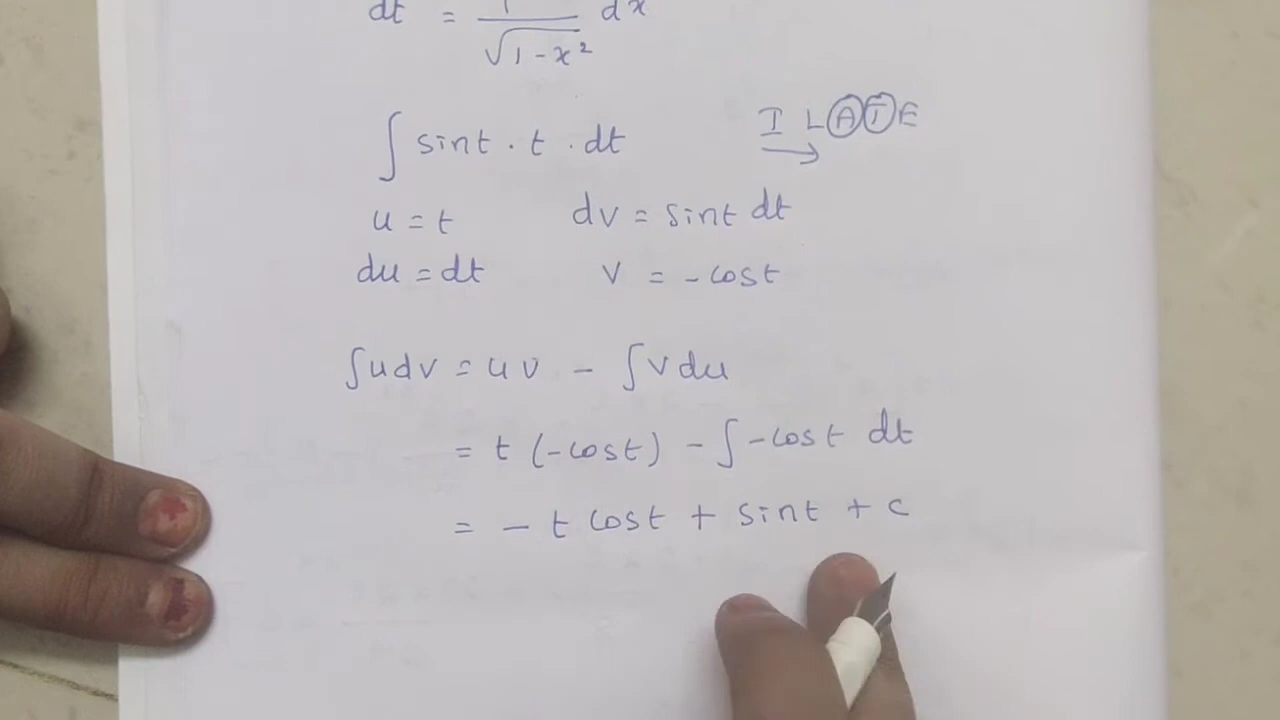 dt = 1/√1-x² dx
∫ sint . t . dt I LATE
u = t dv = sint dt
du = dt v = -cost
∫udv = uv - ∫vdu
= t (-cost) - ∫-cost dt
= - t cost + sint + c